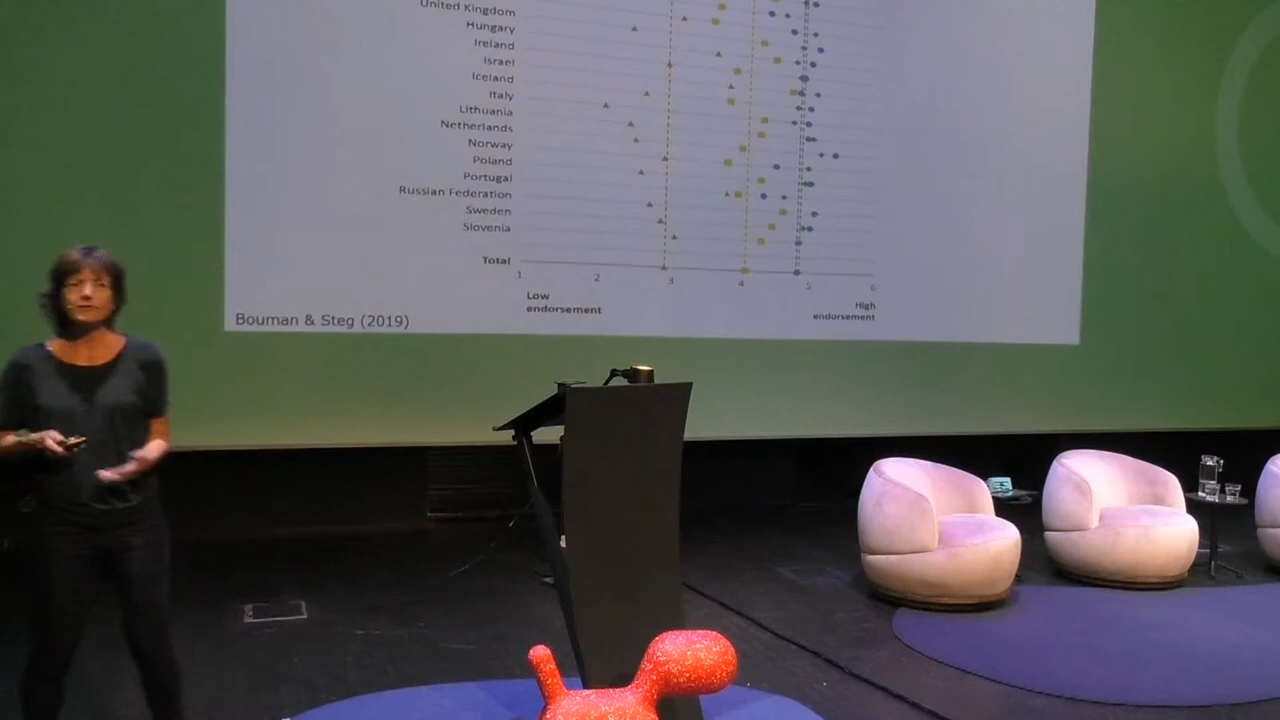 United Kingdom
Hungary
Ireland
Israel
Iceland
Italy
Lithuania
Netherlands
Norway
Poland
Portugal
Russian Federation
Sweden
Slovenia
Total
1 2 3 4 5 6
Low endorsement
High endorsement
Bouman & Steg (2019)